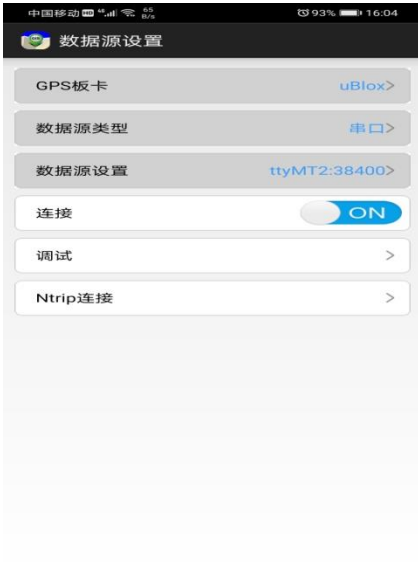 中国移动 HD 4G 65 B/s 93% 16:04
数据源设置
GPS板卡 uBlox>
数据源类型 串口>
数据源设置 ttyMT2:38400>
连接 ON
调试 >
Ntrip连接 >